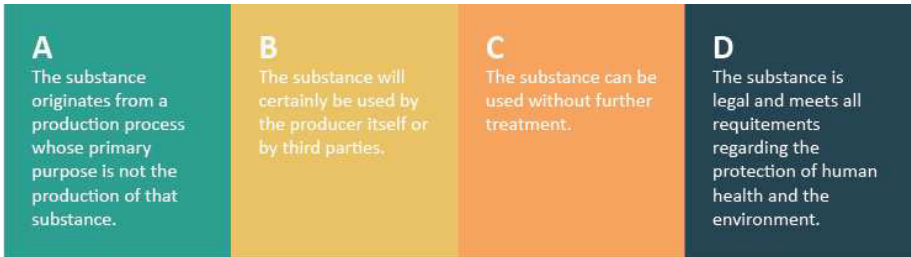 A
The substance
originates from a
production process
whose primary
purpose is not the
production of that
substance.
B
The substance will
certainly be used by
the producer itself or
by third parties.
C
The substance can be
used without further
treatment.
D
The substance is
legal and meets all
requitements
regarding the
protection of human
health and the
environment.